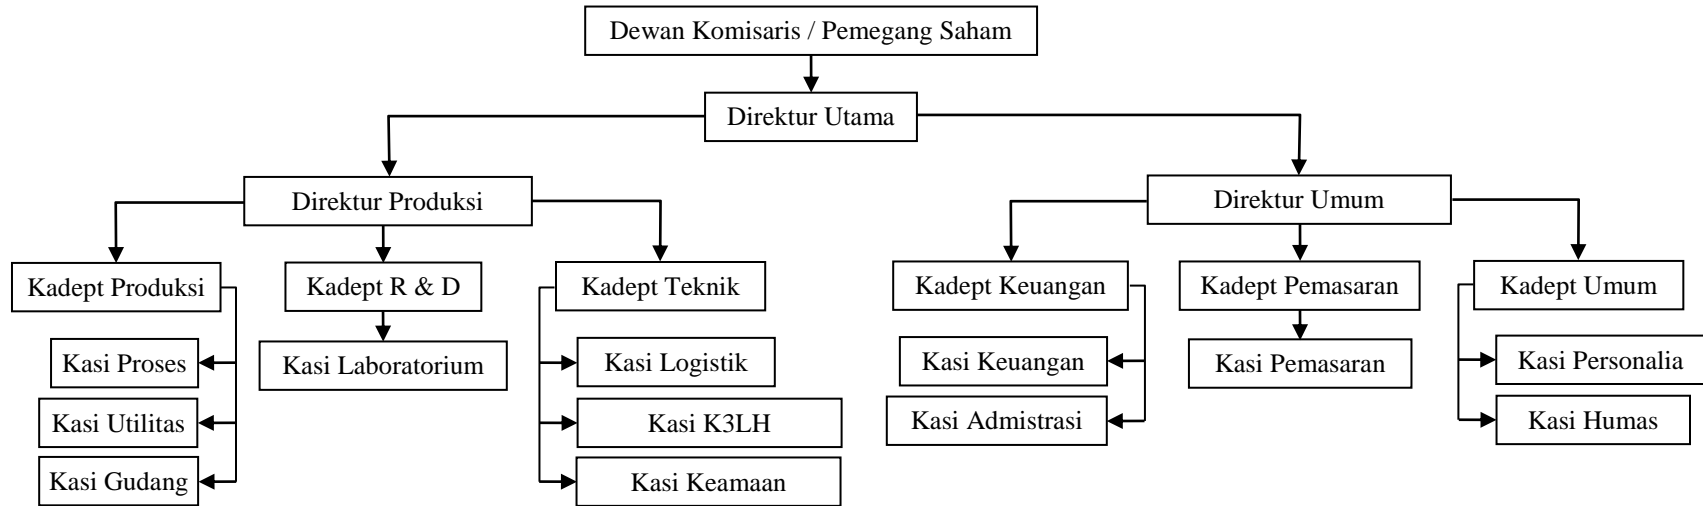 Dewan Komisaris / Pemegang Saham
Direktur Utama
Direktur Produksi
Direktur Umum
Kadept Produksi
Kadept R & D
Kadept Teknik
Kadept Keuangan
Kadept Pemasaran
Kadept Umum
Kasi Proses
Kasi Laboratorium
Kasi Logistik
Kasi Keuangan
Kasi Pemasaran
Kasi Personalia
Kasi Utilitas
Kasi K3LH
Kasi Admistrasi
Kasi Humas
Kasi Gudang
Kasi Keamaan